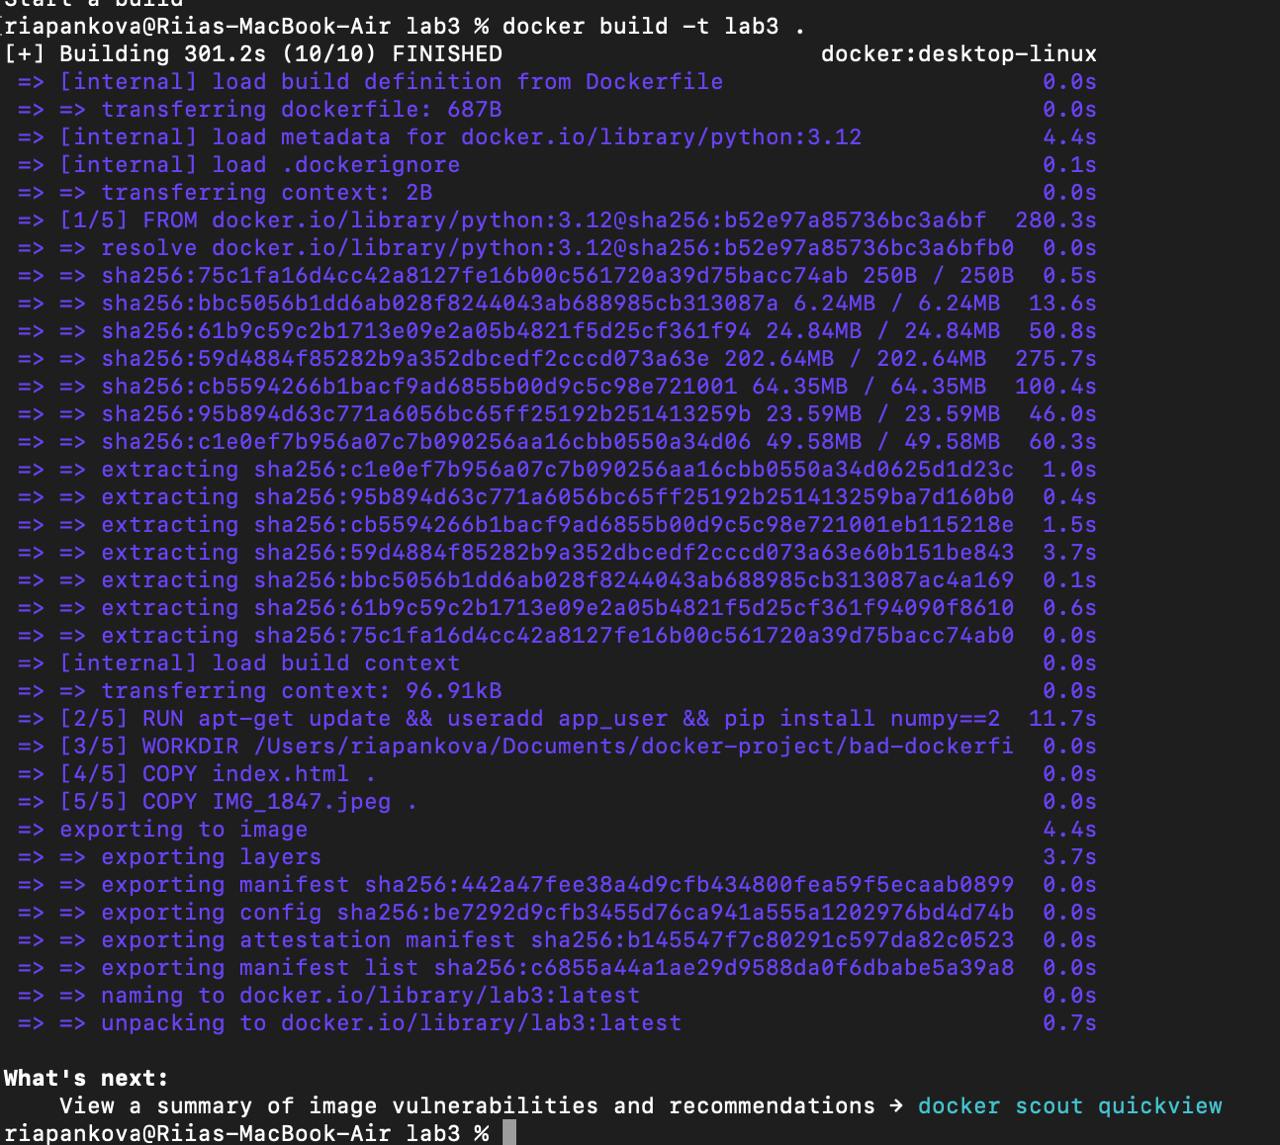 Start a build
riapankova@Riias-MacBook-Air lab3 % docker build -t lab3 .
[+] Building 301.2s (10/10) FINISHED docker:desktop-linux
=> [internal] load build definition from Dockerfile 0.0s
=> => transferring dockerfile: 687B 0.0s
=> [internal] load metadata for docker.io/library/python:3.12 4.4s
=> [internal] load .dockerignore 0.1s
=> => transferring context: 2B 0.0s
=> [1/5] FROM docker.io/library/python:3.12@sha256:b52e97a85736bc3a6bf 280.3s
=> => resolve docker.io/library/python:3.12@sha256:b52e97a85736bc3a6bfb0 0.0s
=> => sha256:75c1fa16d4cc42a8127fe16b00c561720a39d75bacc74ab 250B / 250B 0.5s
=> => sha256:bbc5056b1dd6ab028f8244043ab688985cb313087a 6.24MB / 6.24MB 13.6s
=> => sha256:61b9c59c2b1713e09e2a05b4821f5d25cf361f94 24.84MB / 24.84MB 50.8s
=> => sha256:59d4884f85282b9a352dbcedf2cccd073a63e 202.64MB / 202.64MB 275.7s
=> => sha256:cb5594266b1bacf9ad6855b00d9c5c98e721001 64.35MB / 64.35MB 100.4s
=> => sha256:95b894d63c771a6056bc65ff25192b251413259b 23.59MB / 23.59MB 46.0s
=> => sha256:c1e0ef7b956a07c7b090256aa16cbb0550a34d06 49.58MB / 49.58MB 60.3s
=> => extracting sha256:c1e0ef7b956a07c7b090256aa16cbb0550a34d0625d1d23c 1.0s
=> => extracting sha256:95b894d63c771a6056bc65ff25192b251413259ba7d160b0 0.4s
=> => extracting sha256:cb5594266b1bacf9ad6855b00d9c5c98e721001eb115218e 1.5s
=> => extracting sha256:59d4884f85282b9a352dbcedf2cccd073a63e60b151be843 3.7s
=> => extracting sha256:bbc5056b1dd6ab028f8244043ab688985cb313087ac4a169 0.1s
=> => extracting sha256:61b9c59c2b1713e09e2a05b4821f5d25cf361f94090f8610 0.6s
=> => extracting sha256:75c1fa16d4cc42a8127fe16b00c561720a39d75bacc74ab0 0.0s
=> [internal] load build context 0.0s
=> => transferring context: 96.91kB 0.0s
=> [2/5] RUN apt-get update && useradd app_user && pip install numpy==2 11.7s
=> [3/5] WORKDIR /Users/riapankova/Documents/docker-project/bad-dockerfi 0.0s
=> [4/5] COPY index.html . 0.0s
=> [5/5] COPY IMG_1847.jpeg . 0.0s
=> exporting to image 4.4s
=> => exporting layers 3.7s
=> => exporting manifest sha256:442a47fee38a4d9cfb434800fea59f5ecaab0899 0.0s
=> => exporting config sha256:be7292d9cfb3455d76ca941a555a1202976bd4d74b 0.0s
=> => exporting attestation manifest sha256:b145547f7c80291c597da82c0523 0.0s
=> => exporting manifest list sha256:c6855a44a1ae29d9588da0f6dbabe5a39a8 0.0s
=> => naming to docker.io/library/lab3:latest 0.0s
=> => unpacking to docker.io/library/lab3:latest 0.7s
What's next:
View a summary of image vulnerabilities and recommendations → docker scout quickview
riapankova@Riias-MacBook-Air lab3 %